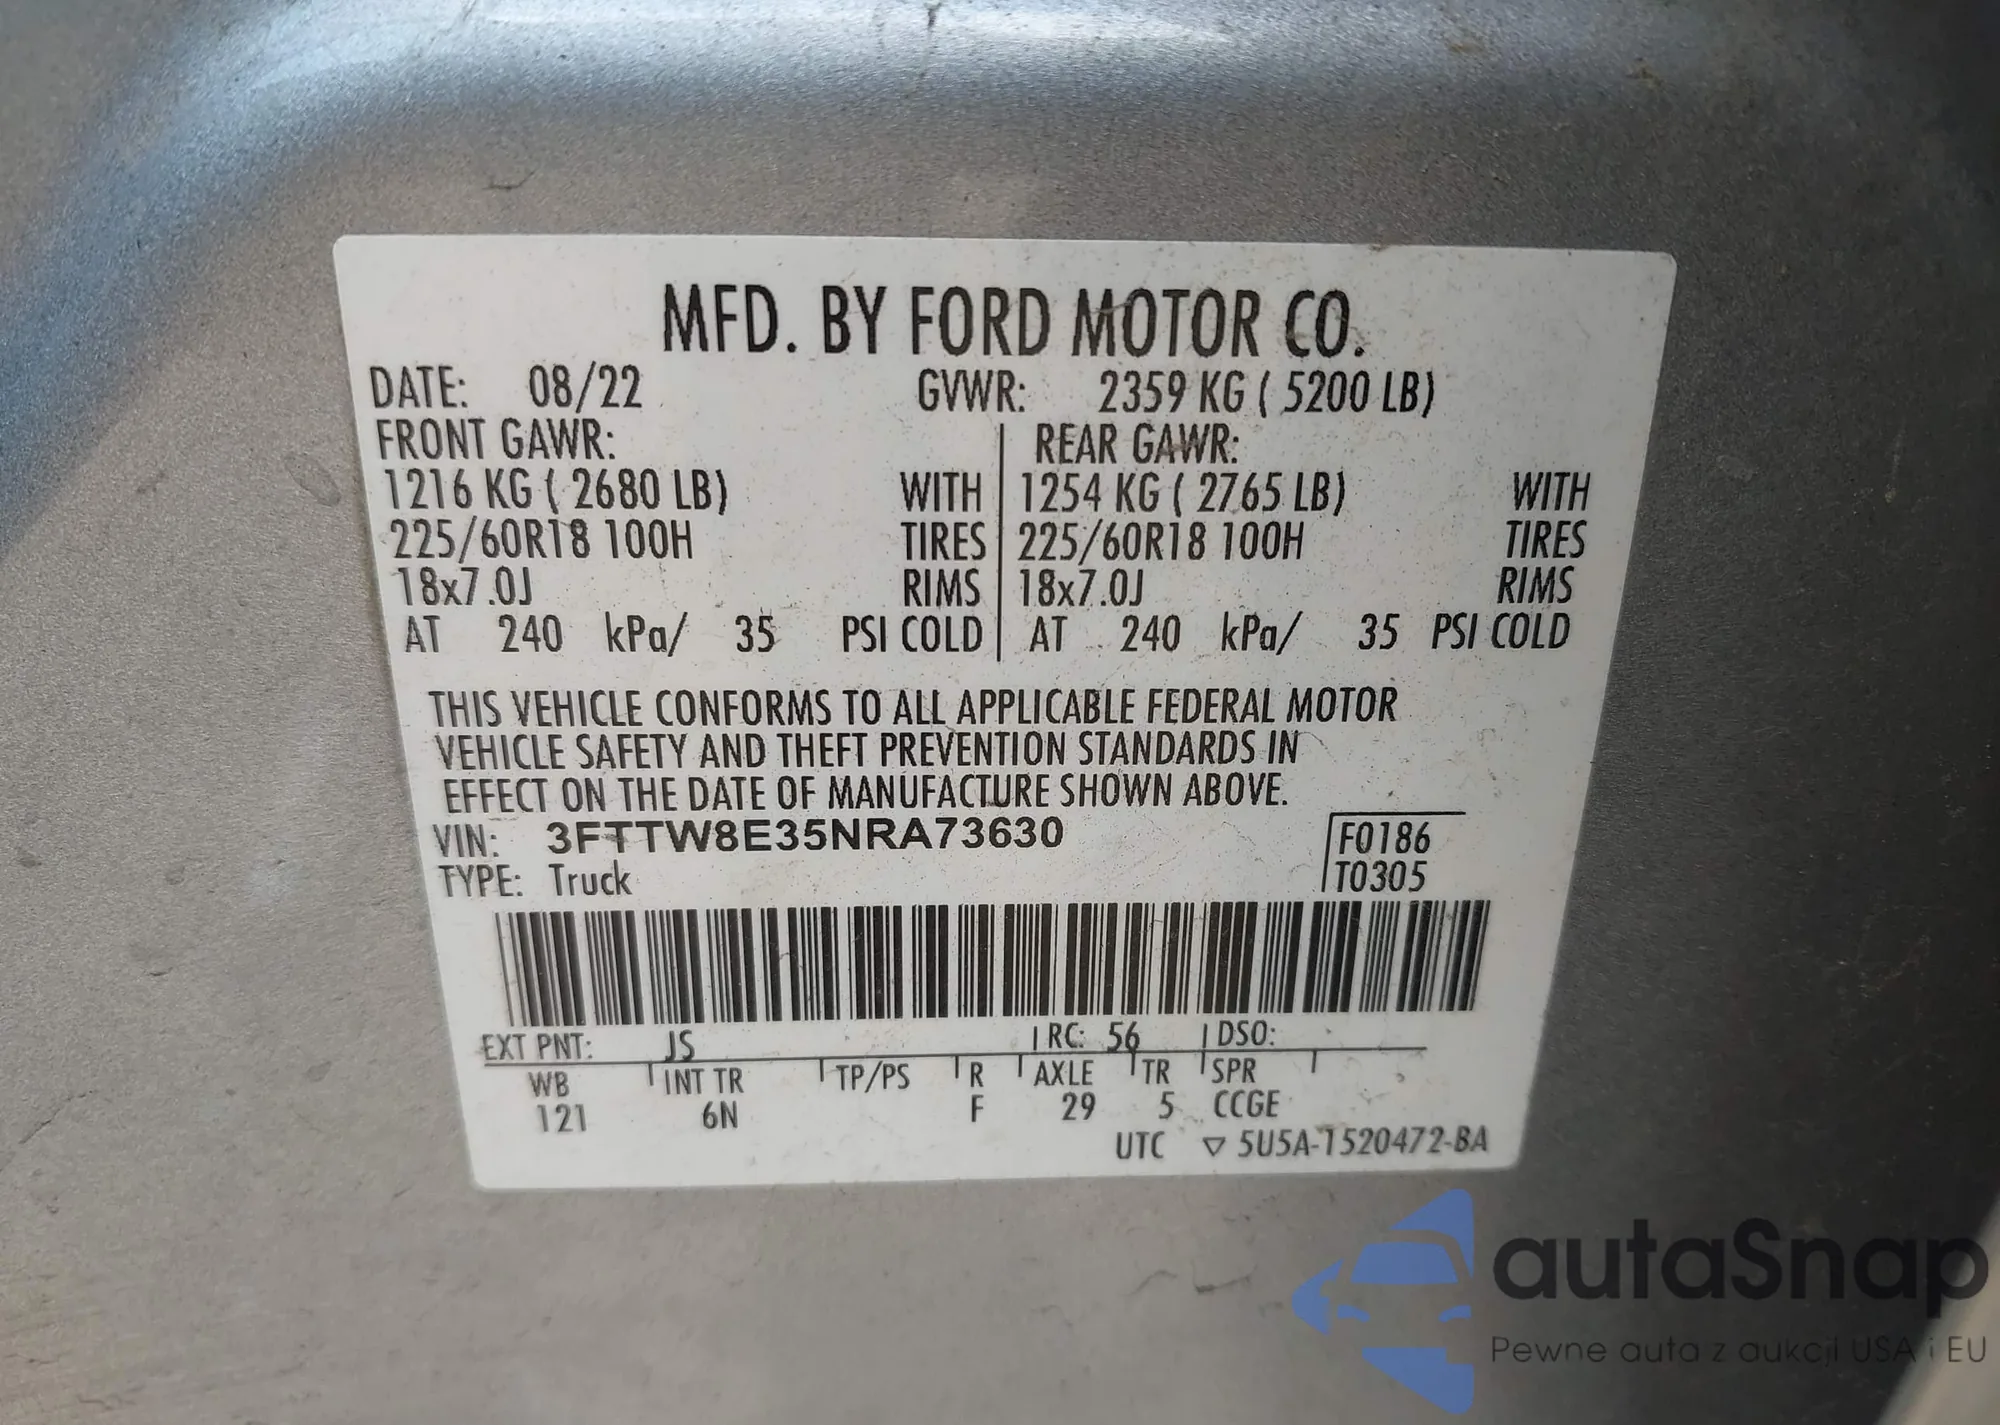 MFD. BY FORD MOTOR CO.
DATE: 08/22 GVWR: 2359 KG ( 5200 LB)
FRONT GAWR: REAR GAWR:
1216 KG ( 2680 LB) WITH 1254 KG ( 2765 LB) WITH
225/60R18 100H TIRES 225/60R18 100H TIRES
18x7.0J RIMS 18x7.0J RIMS
AT 240 kPa/ 35 PSI COLD AT 240 kPa/ 35 PSI COLD
THIS VEHICLE CONFORMS TO ALL APPLICABLE FEDERAL MOTOR
VEHICLE SAFETY AND THEFT PREVENTION STANDARDS IN
EFFECT ON THE DATE OF MANUFACTURE SHOWN ABOVE.
VIN: 3FTTW8E35NRA73630 F0186
TYPE: Truck T0305
EXT PNT: JS RC: 56 DSO:
WB INT TR TP/PS R AXLE TR SPR
121 6N F 29 5 CCGE
UTC ▽ 5U5A-1520472-BA
autaSnap
Pewne auta z aukcji USA i EU